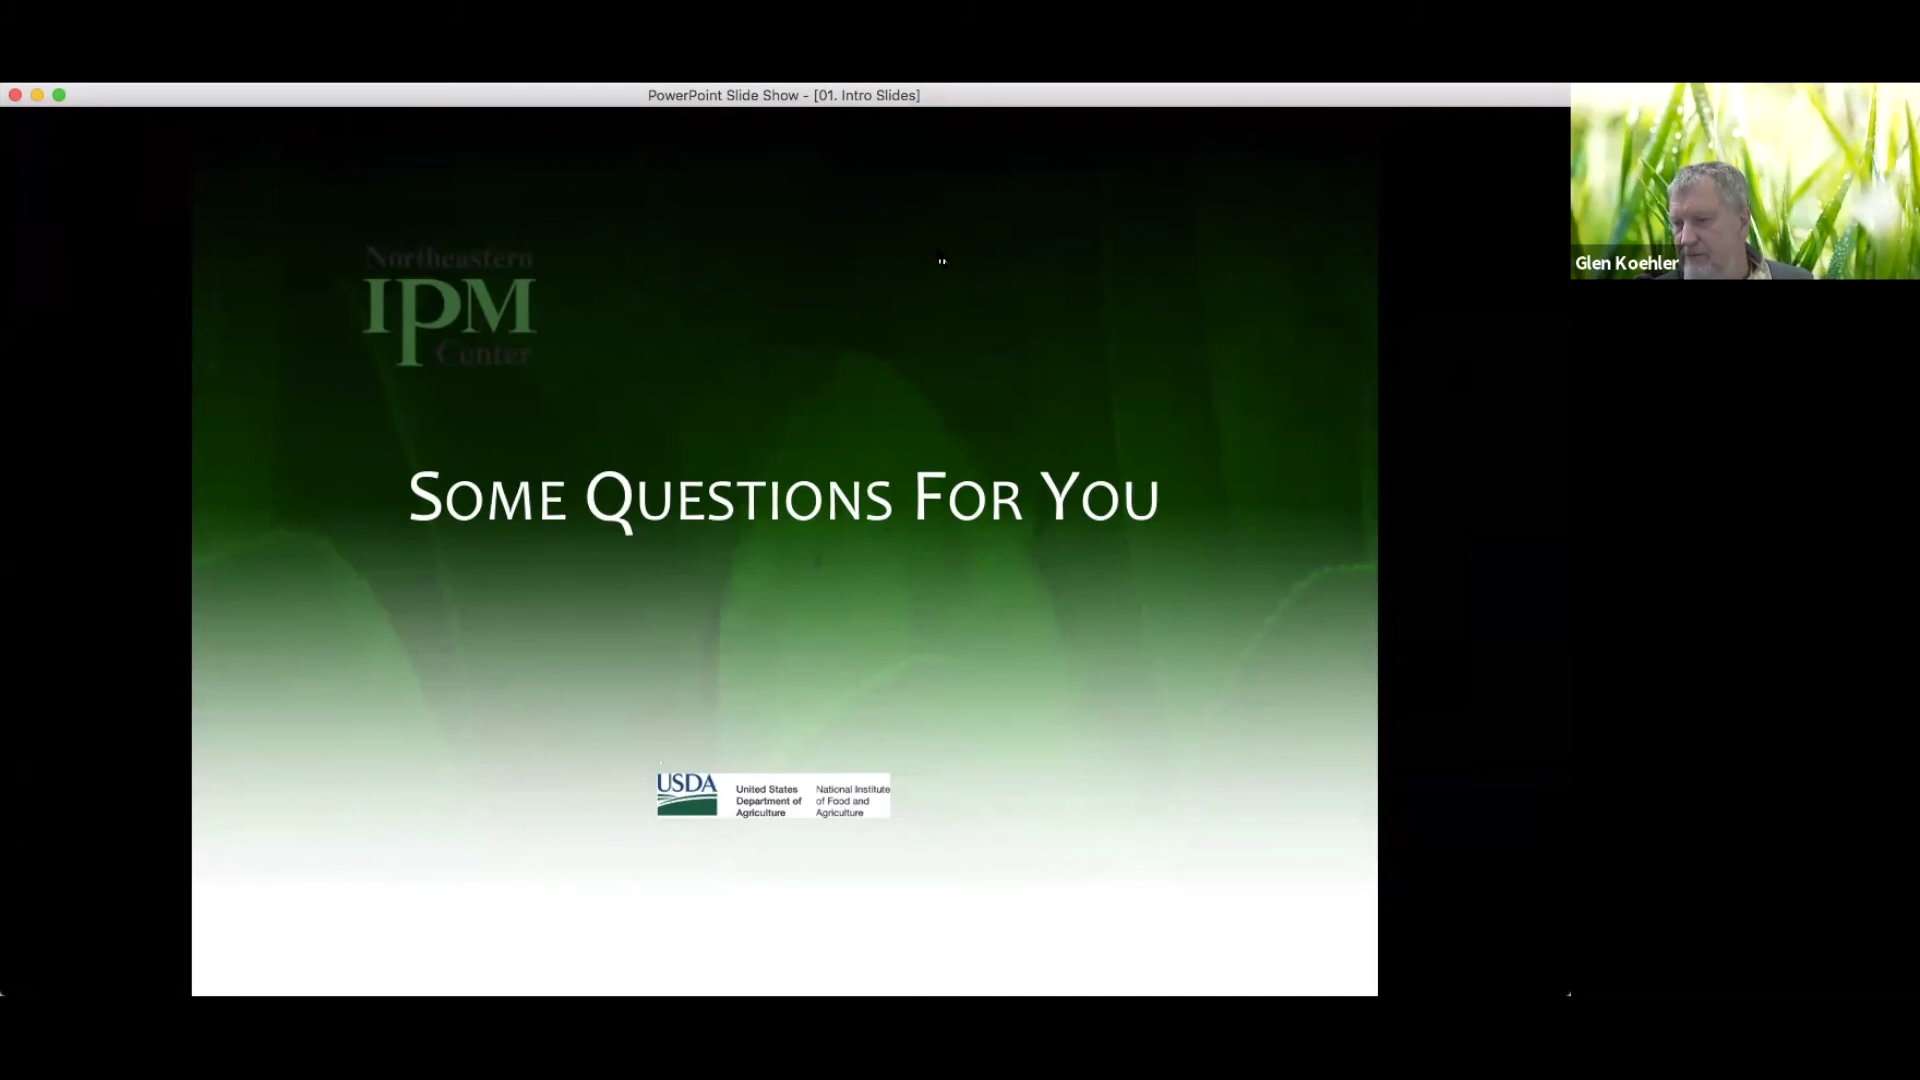 PowerPoint Slide Show - [01. Intro Slides]
Glen Koehler
Northeastern
IPM
Center
SOME QUESTIONS FOR YOU
USDA
United States
Department of
Agriculture
National Institute
of Food and
Agriculture